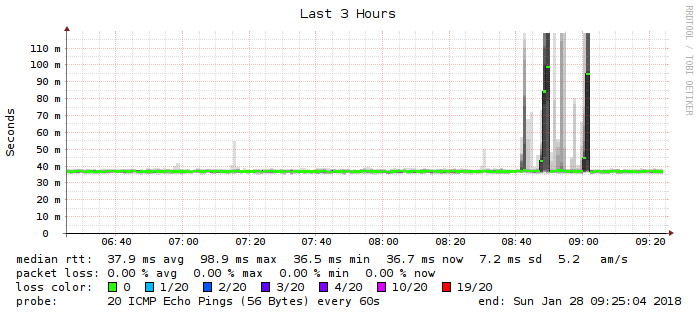 Last 3 Hours
RRDTOOL / TOBI OETIKER
Seconds
110 m
100 m
90 m
80 m
70 m
60 m
50 m
40 m
30 m
20 m
10 m
0
06:40 07:00 07:20 07:40 08:00 08:20 08:40 09:00 09:20
median rtt: 37.9 ms avg 98.9 ms max 36.5 ms min 36.7 ms now 7.2 ms sd 5.2 am/s
packet loss: 0.00 % avg 0.00 % max 0.00 % min 0.00 % now
loss color: 0 1/20 2/20 3/20 4/20 10/20 19/20
probe: 20 ICMP Echo Pings (56 Bytes) every 60s end: Sun Jan 28 09:25:04 2018